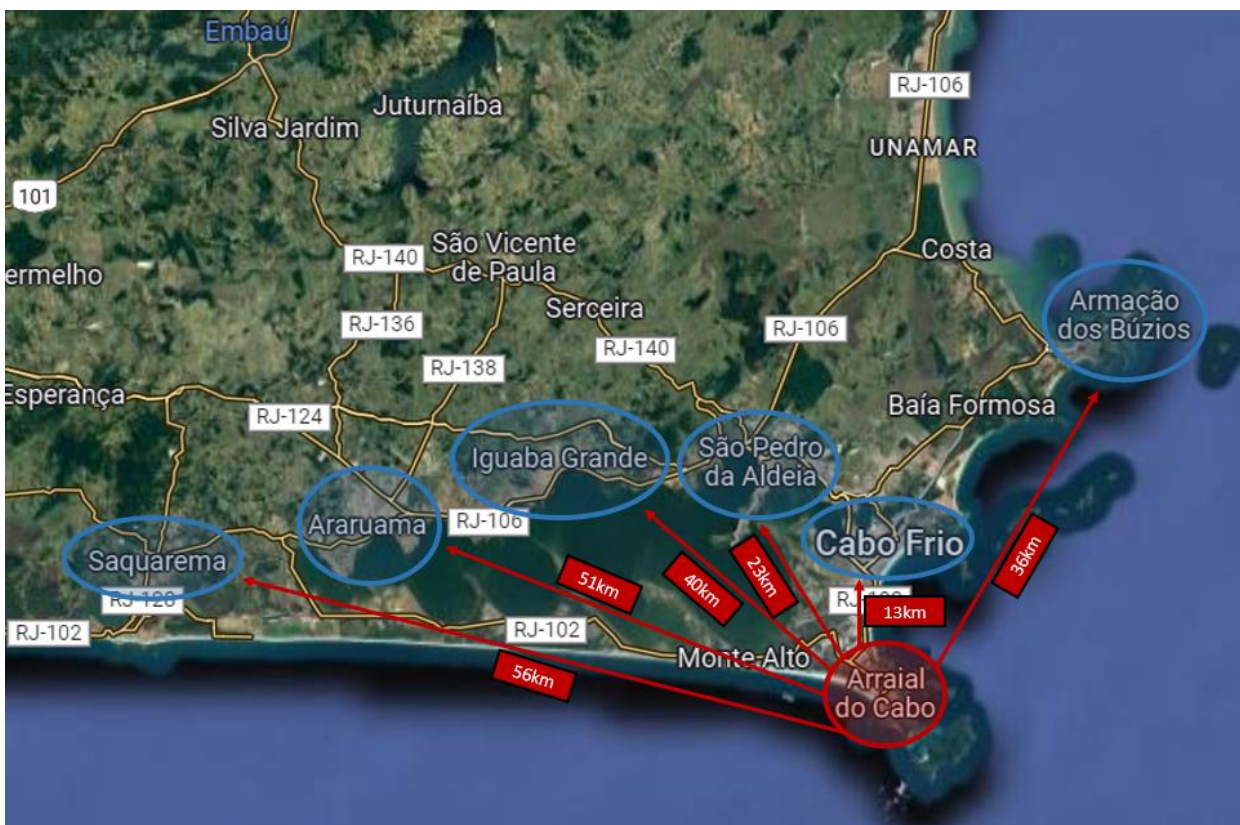 Embaú
Juturnaíba
Silva Jardim
RJ-106
UNAMAR
101
RJ-140
São Vicente
de Paula
Costa
ermelho
Serceira
Armação
dos Búzios
RJ-136
RJ-106
RJ-140
RJ-138
Esperança
RJ-124
Baía Formosa
Iguaba Grande
São Pedro
da Aldeia
Araruama
RJ-106
Cabo Frio
Saquarema
51km
40km
23km
36km
RJ-128
13km
RJ-102
RJ-102
Monte Alto
56km
Arraial
do Cabo